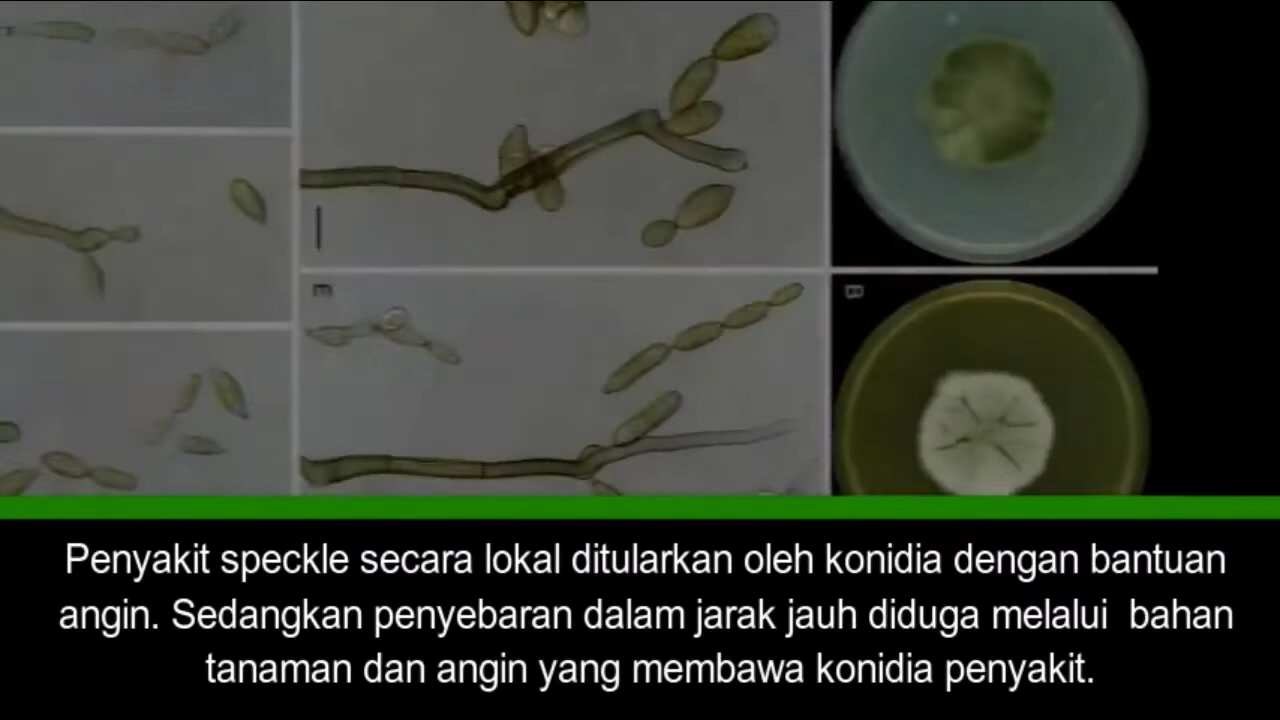 Penyakit speckle secara lokal ditularkan oleh konidia dengan bantuan
angin. Sedangkan penyebaran dalam jarak jauh diduga melalui  bahan
tanaman dan angin yang membawa konidia penyakit.